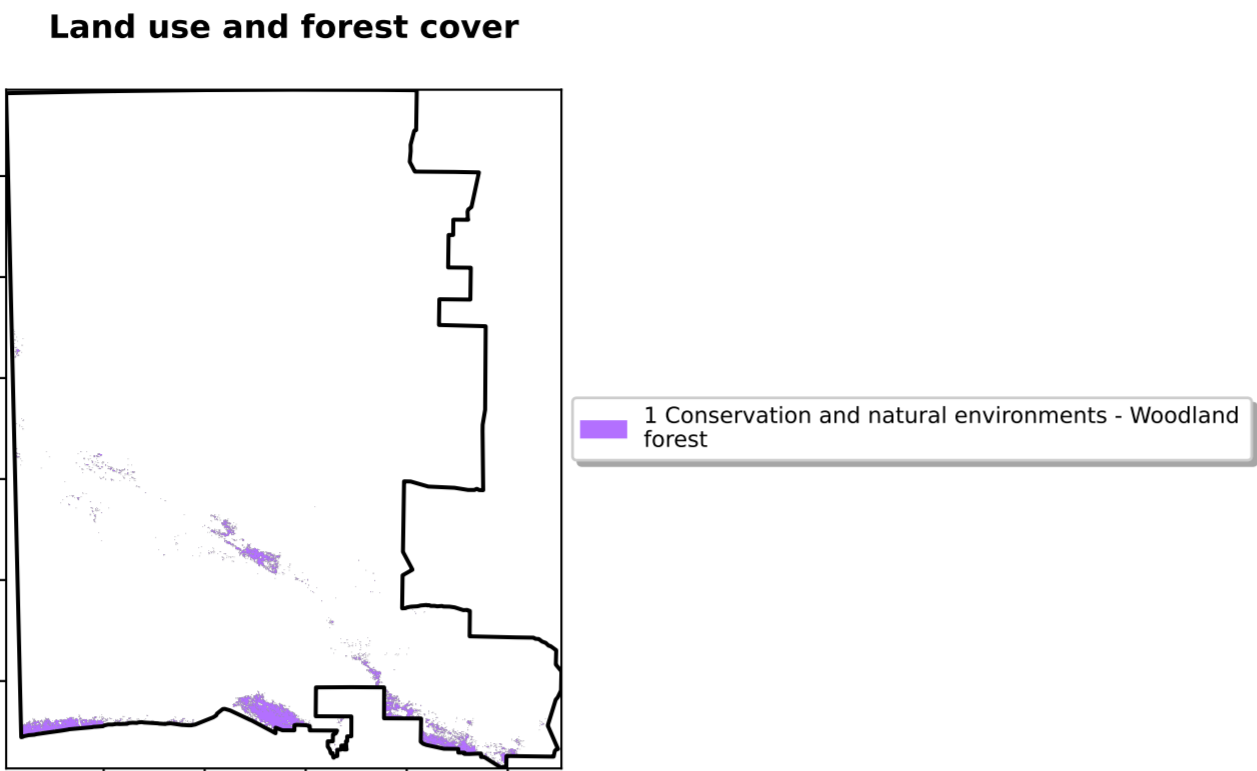 Land use and forest cover
1 Conservation and natural environments - Woodland
forest